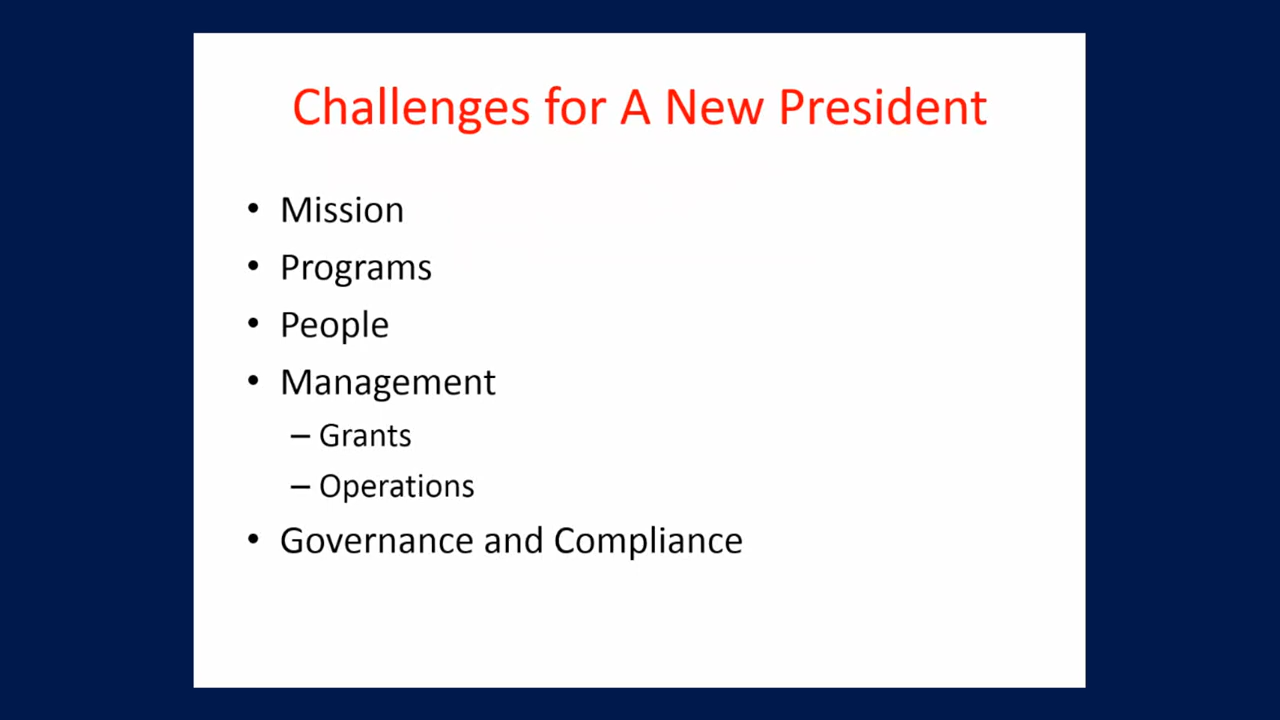 Challenges for A New President
• Mission
• Programs
• People
• Management
– Grants
– Operations
• Governance and Compliance